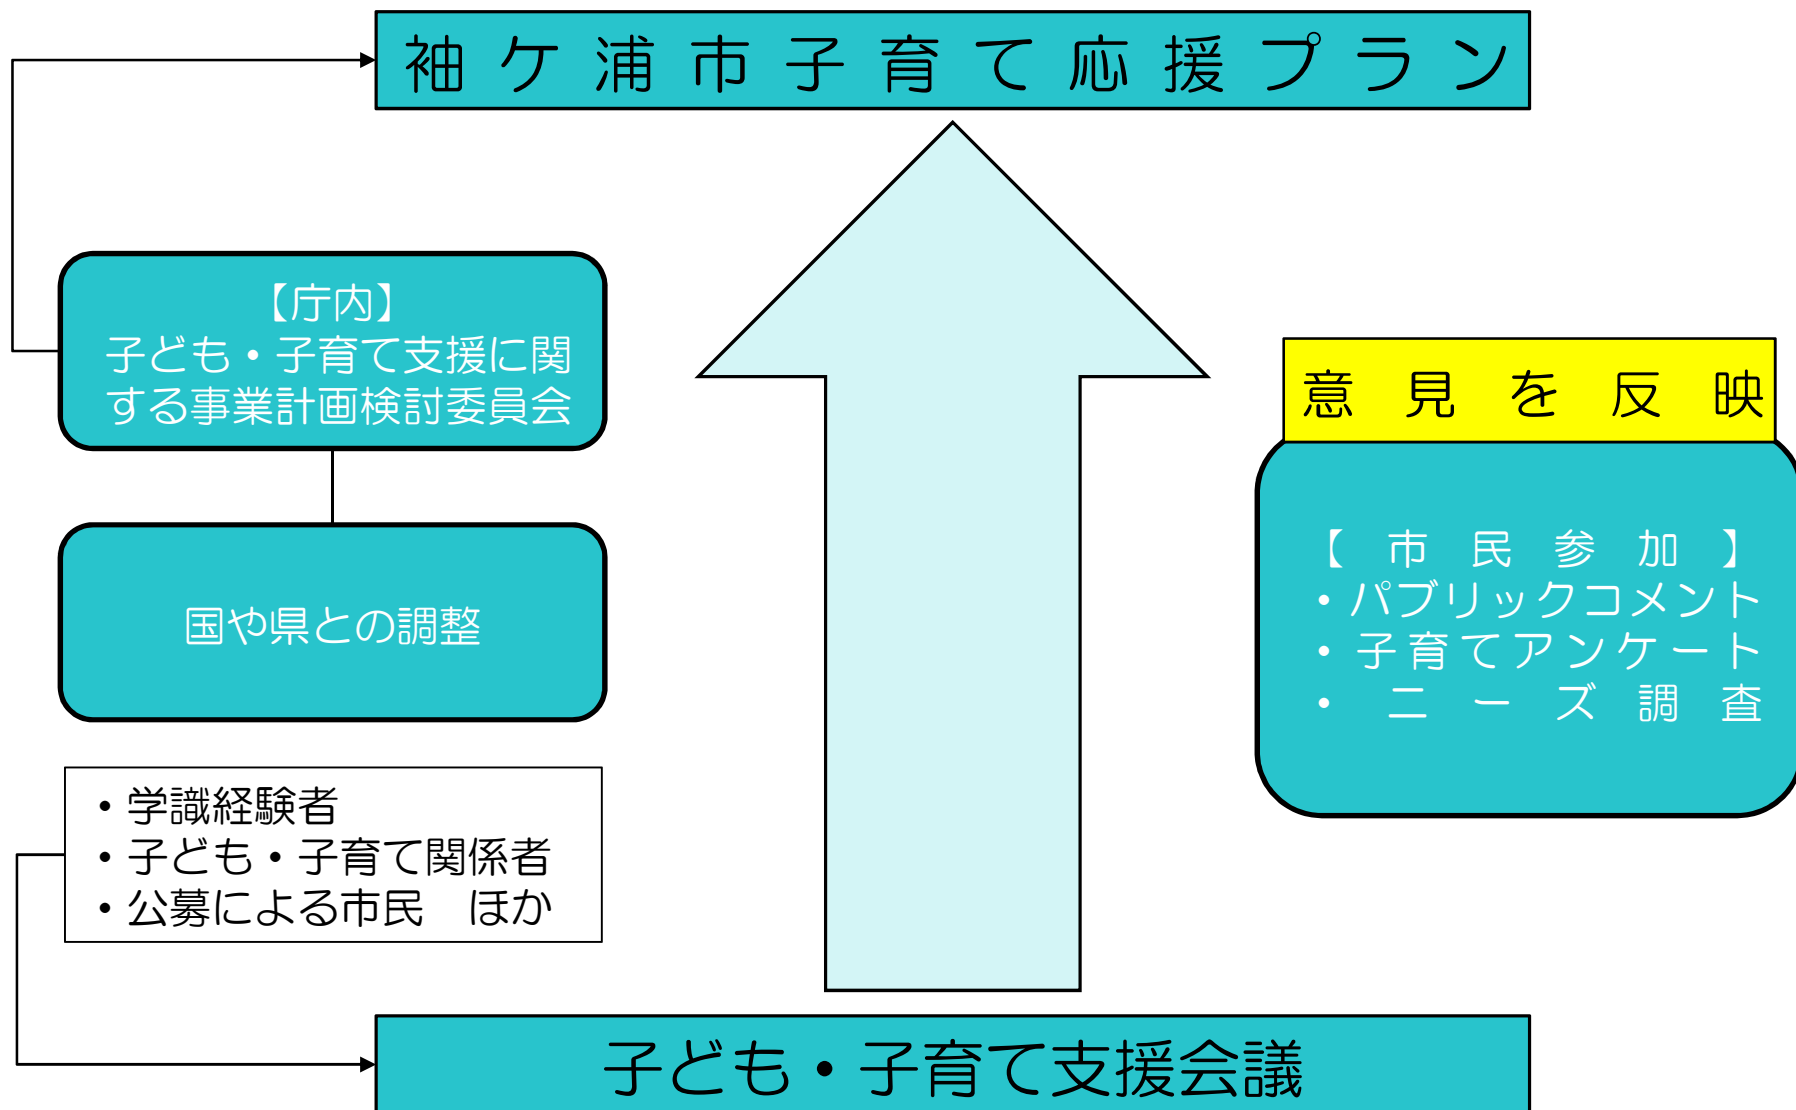 袖ケ浦市子育て応援プラン
【庁内】
子ども・子育て支援に関
する事業計画検討委員会
意見を反映
国や県との調整
【市民参加】
・パブリックコメント
・子育てアンケート
・ニーズ調査
・学識経験者
・子ども・子育て関係者
・公募による市民　ほか
子ども・子育て支援会議